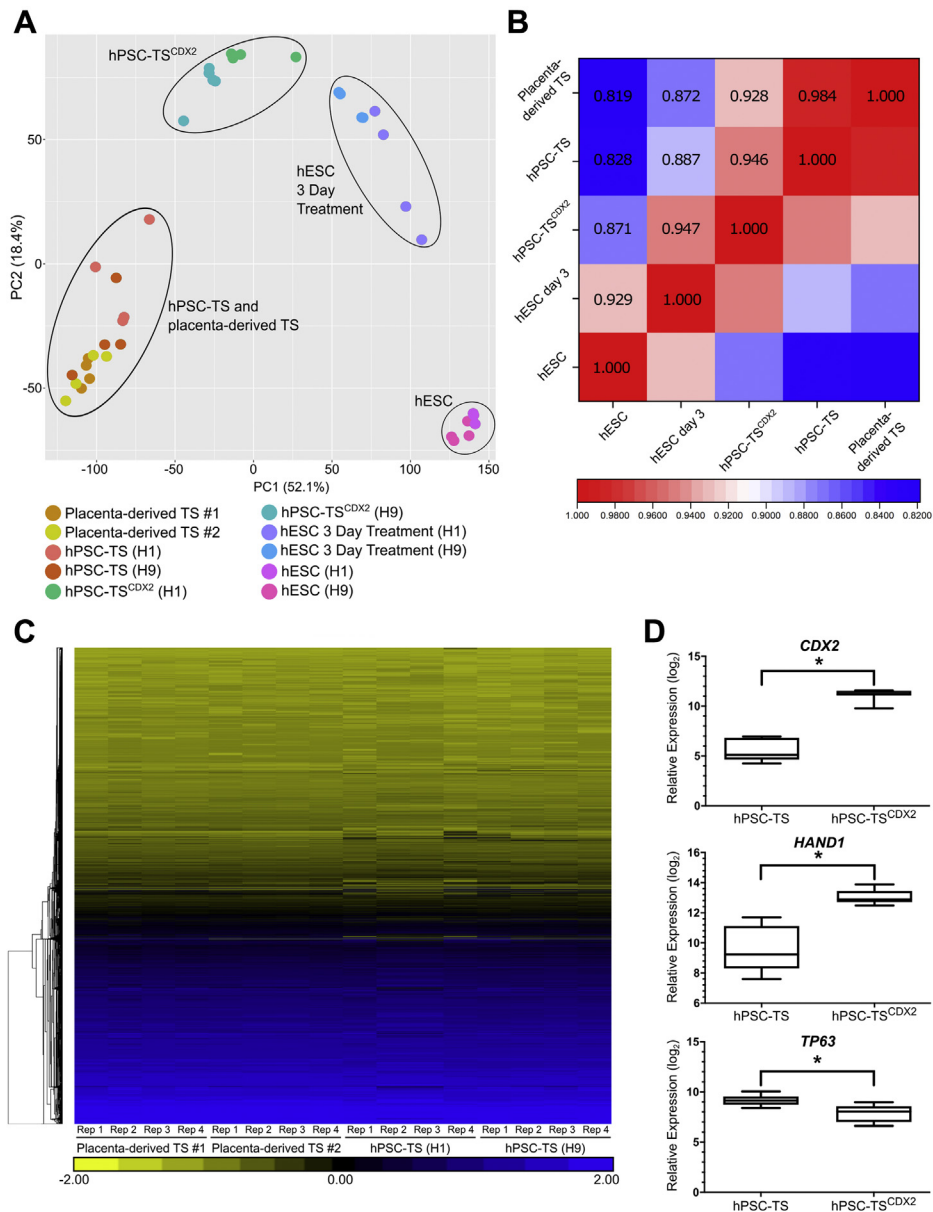 A
hPSC-TS^CDX2
hESC
3 Day
Treatment
hPSC-TS and
placenta-derived TS
hESC
PC2 (18.4%)
50
0
-50
-100 -50 0 50 100 150
PC1 (52.1%)
Placenta-derived TS #1
Placenta-derived TS #2
hPSC-TS (H1)
hPSC-TS (H9)
hPSC-TS^CDX2 (H1)
hPSC-TS^CDX2 (H9)
hESC 3 Day Treatment (H1)
hESC 3 Day Treatment (H9)
hESC (H1)
hESC (H9)
B
Placenta-
derived TS
0.819 0.872 0.928 0.984 1.000
hPSC-TS
0.828 0.887 0.946 1.000
hPSC-TS^CDX2
0.871 0.947 1.000
hESC day 3
0.929 1.000
hESC
1.000
hESC
hESC day 3
hPSC-TS^CDX2
hPSC-TS
Placenta-
derived TS
1.000 0.9800 0.9600 0.9400 0.9200 0.9000 0.8800 0.8600 0.8400 0.8200
C
Rep 1 Rep 2 Rep 3 Rep 4 Rep 1 Rep 2 Rep 3 Rep 4 Rep 1 Rep 2 Rep 3 Rep 4 Rep 1 Rep 2 Rep 3 Rep 4
Placenta-derived TS #1 Placenta-derived TS #2 hPSC-TS (H1) hPSC-TS (H9)
-2.00 0.00 2.00
D
CDX2
*
Relative Expression (log₂)
15
10
5
0
hPSC-TS hPSC-TS^CDX2
HAND1
*
Relative Expression (log₂)
16
14
12
10
8
6
hPSC-TS hPSC-TS^CDX2
TP63
*
Relative Expression (log₂)
15
10
5
0
hPSC-TS hPSC-TS^CDX2